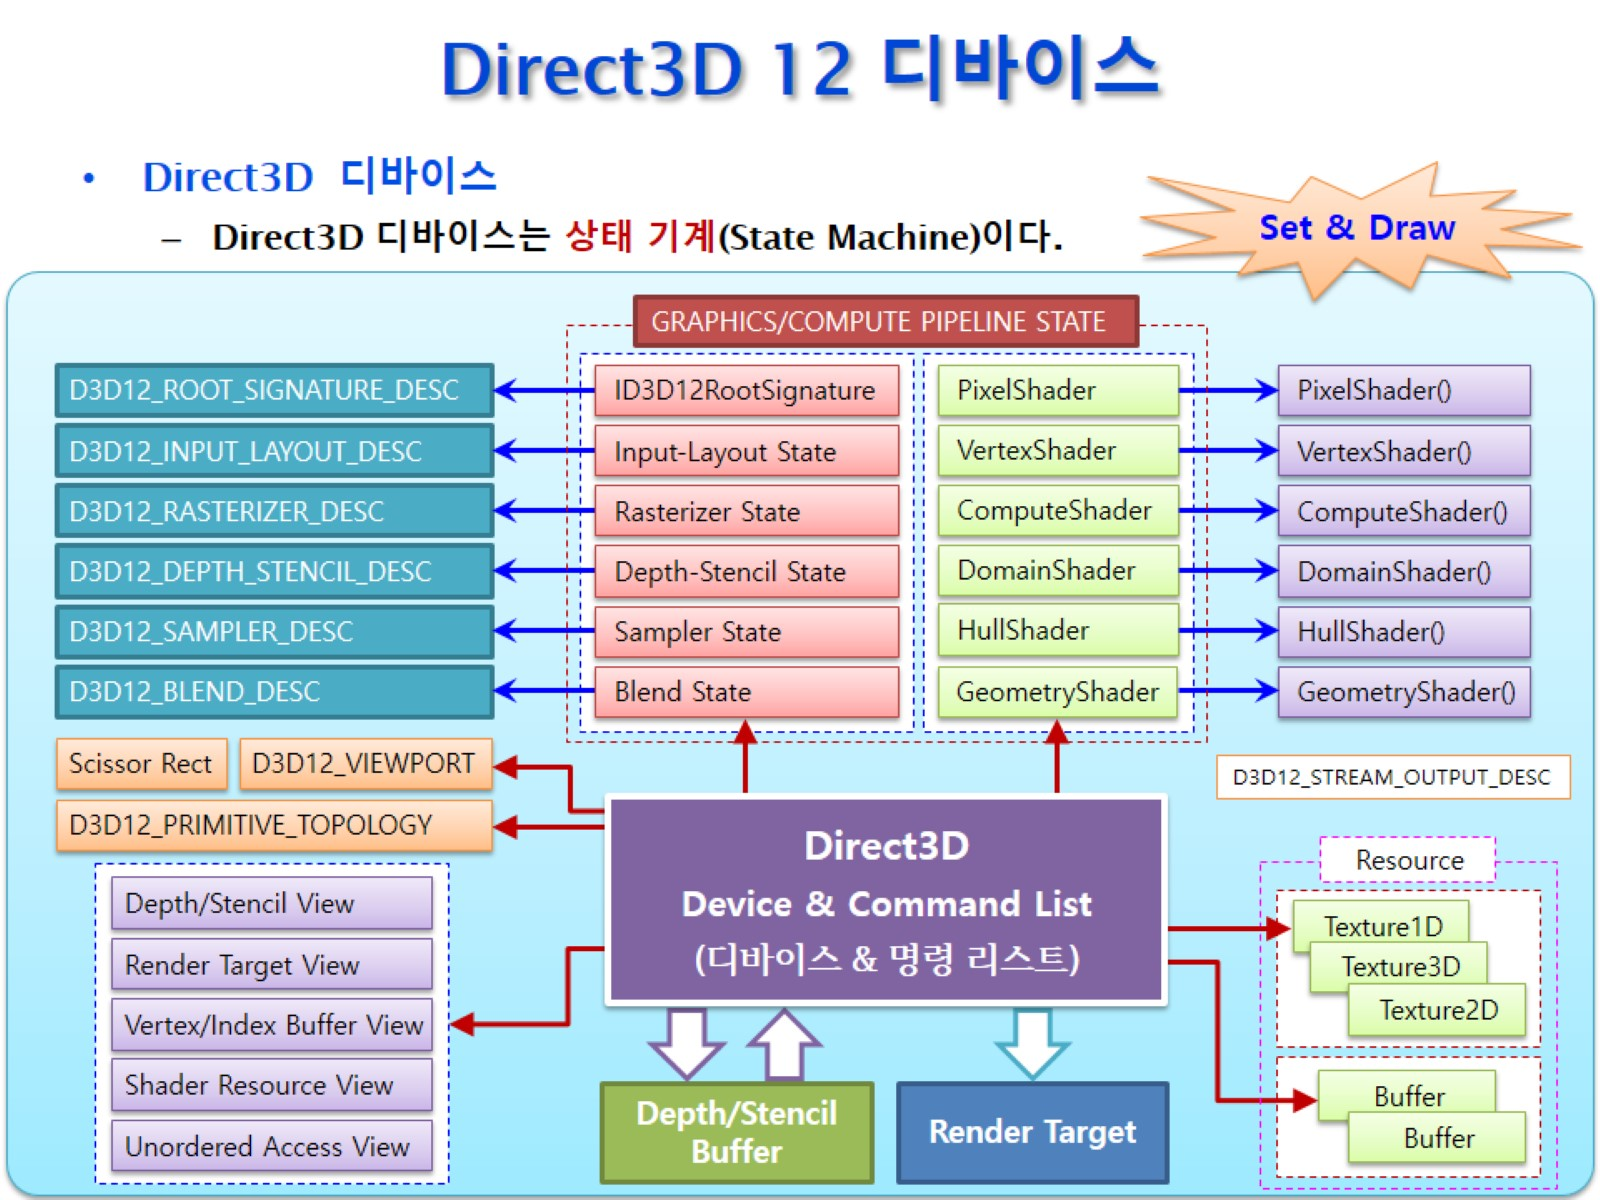 Direct3D 12 디바이스
• Direct3D 디바이스
– Direct3D 디바이스는 상태 기계(State Machine)이다.
Set & Draw
GRAPHICS/COMPUTE PIPELINE STATE
D3D12_ROOT_SIGNATURE_DESC
ID3D12RootSignature
PixelShader
PixelShader()
D3D12_INPUT_LAYOUT_DESC
Input-Layout State
VertexShader
VertexShader()
D3D12_RASTERIZER_DESC
Rasterizer State
ComputeShader
ComputeShader()
D3D12_DEPTH_STENCIL_DESC
Depth-Stencil State
DomainShader
DomainShader()
D3D12_SAMPLER_DESC
Sampler State
HullShader
HullShader()
D3D12_BLEND_DESC
Blend State
GeometryShader
GeometryShader()
Scissor Rect
D3D12_VIEWPORT
D3D12_STREAM_OUTPUT_DESC
D3D12_PRIMITIVE_TOPOLOGY
Direct3D
Device & Command List
(디바이스 & 명령 리스트)
Depth/Stencil View
Render Target View
Vertex/Index Buffer View
Shader Resource View
Unordered Access View
Resource
Texture1D
Texture3D
Texture2D
Buffer
Buffer
Depth/Stencil
Buffer
Render Target